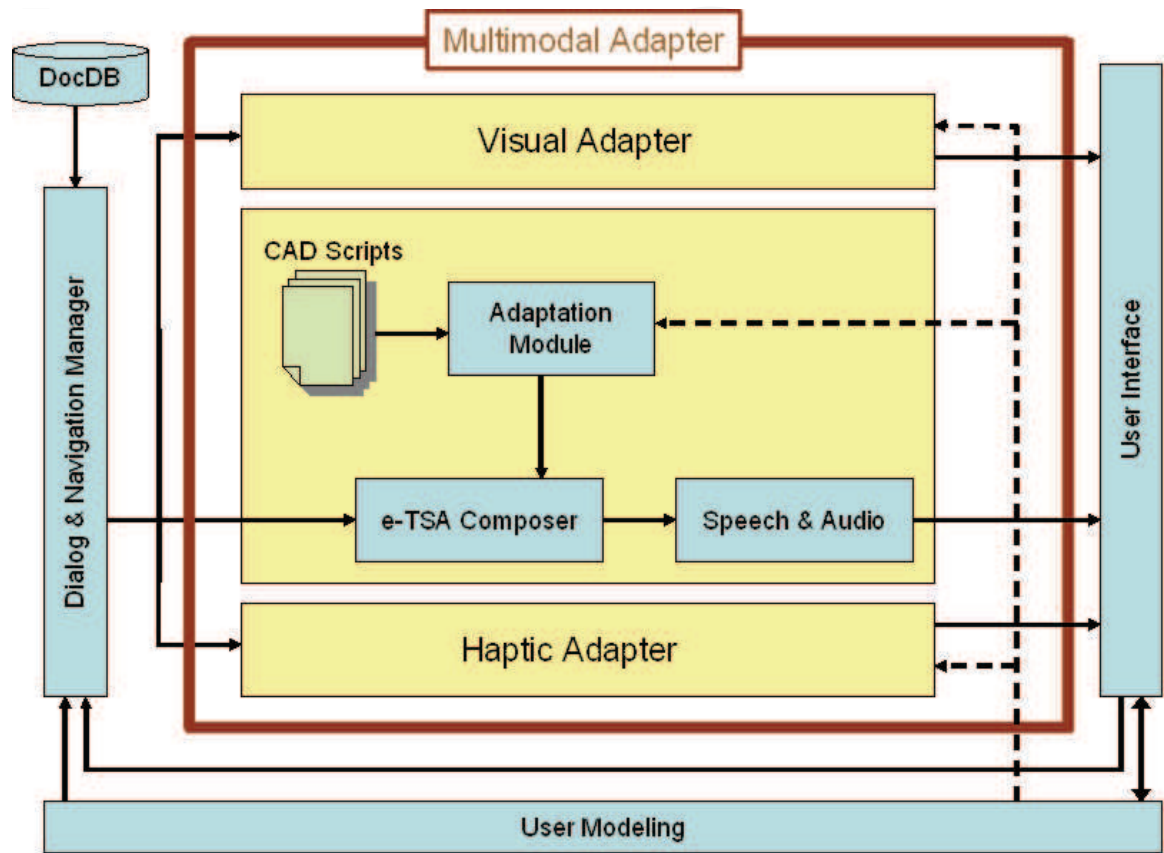 Multimodal Adapter
DocDB
Visual Adapter
CAD Scripts
Adaptation
Module
Dialog & Navigation Manager
User Interface
e-TSA Composer
Speech & Audio
Haptic Adapter
User Modeling